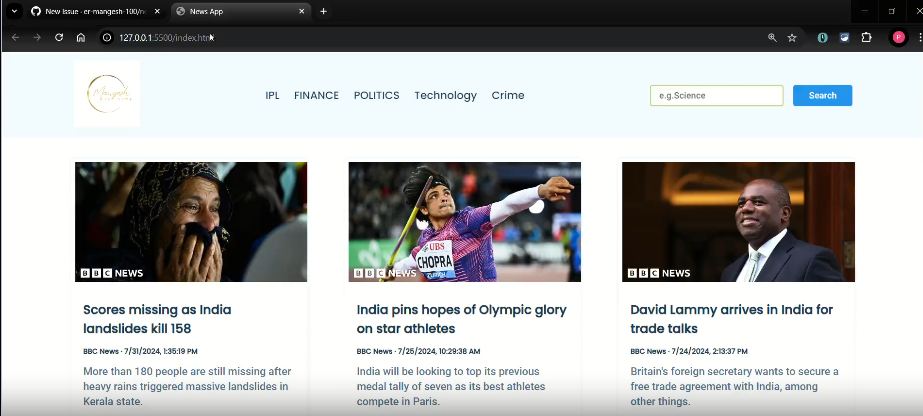 New Issue · er-mangesh-100/ne
News App
127.0.0.1:5500/index.html
P
Mangesh
IPL FINANCE POLITICS Technology Crime
e.g.Science
Search
BBC NEWS
UBS
CHOPRA
BBC NEWS
BBC NEWS
Scores missing as India
landslides kill 158
BBC News · 7/31/2024, 1:35:19 PM
More than 180 people are still missing after
heavy rains triggered massive landslides in
Kerala state.
India pins hopes of Olympic glory
on star athletes
BBC News · 7/25/2024, 10:29:38 AM
India will be looking to top its previous
medal tally of seven as its best athletes
compete in Paris.
David Lammy arrives in India for
trade talks
BBC News · 7/24/2024, 2:13:37 PM
Britain's foreign secretary wants to secure a
free trade agreement with India, among
other things.